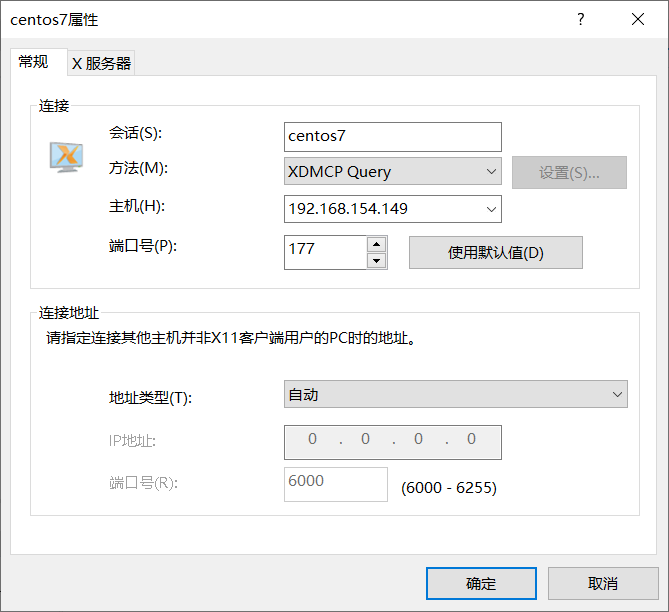 centos7属性
常规
X 服务器
连接
会话(S):
centos7
方法(M):
XDMCP Query
设置(S)...
主机(H):
192.168.154.149
端口号(P):
177
使用默认值(D)
连接地址
请指定连接其他主机并非X11客户端用户的PC时的地址。
地址类型(T):
自动
IP地址:
0 . 0 . 0 . 0
端口号(R):
6000
(6000 - 6255)
确定
取消